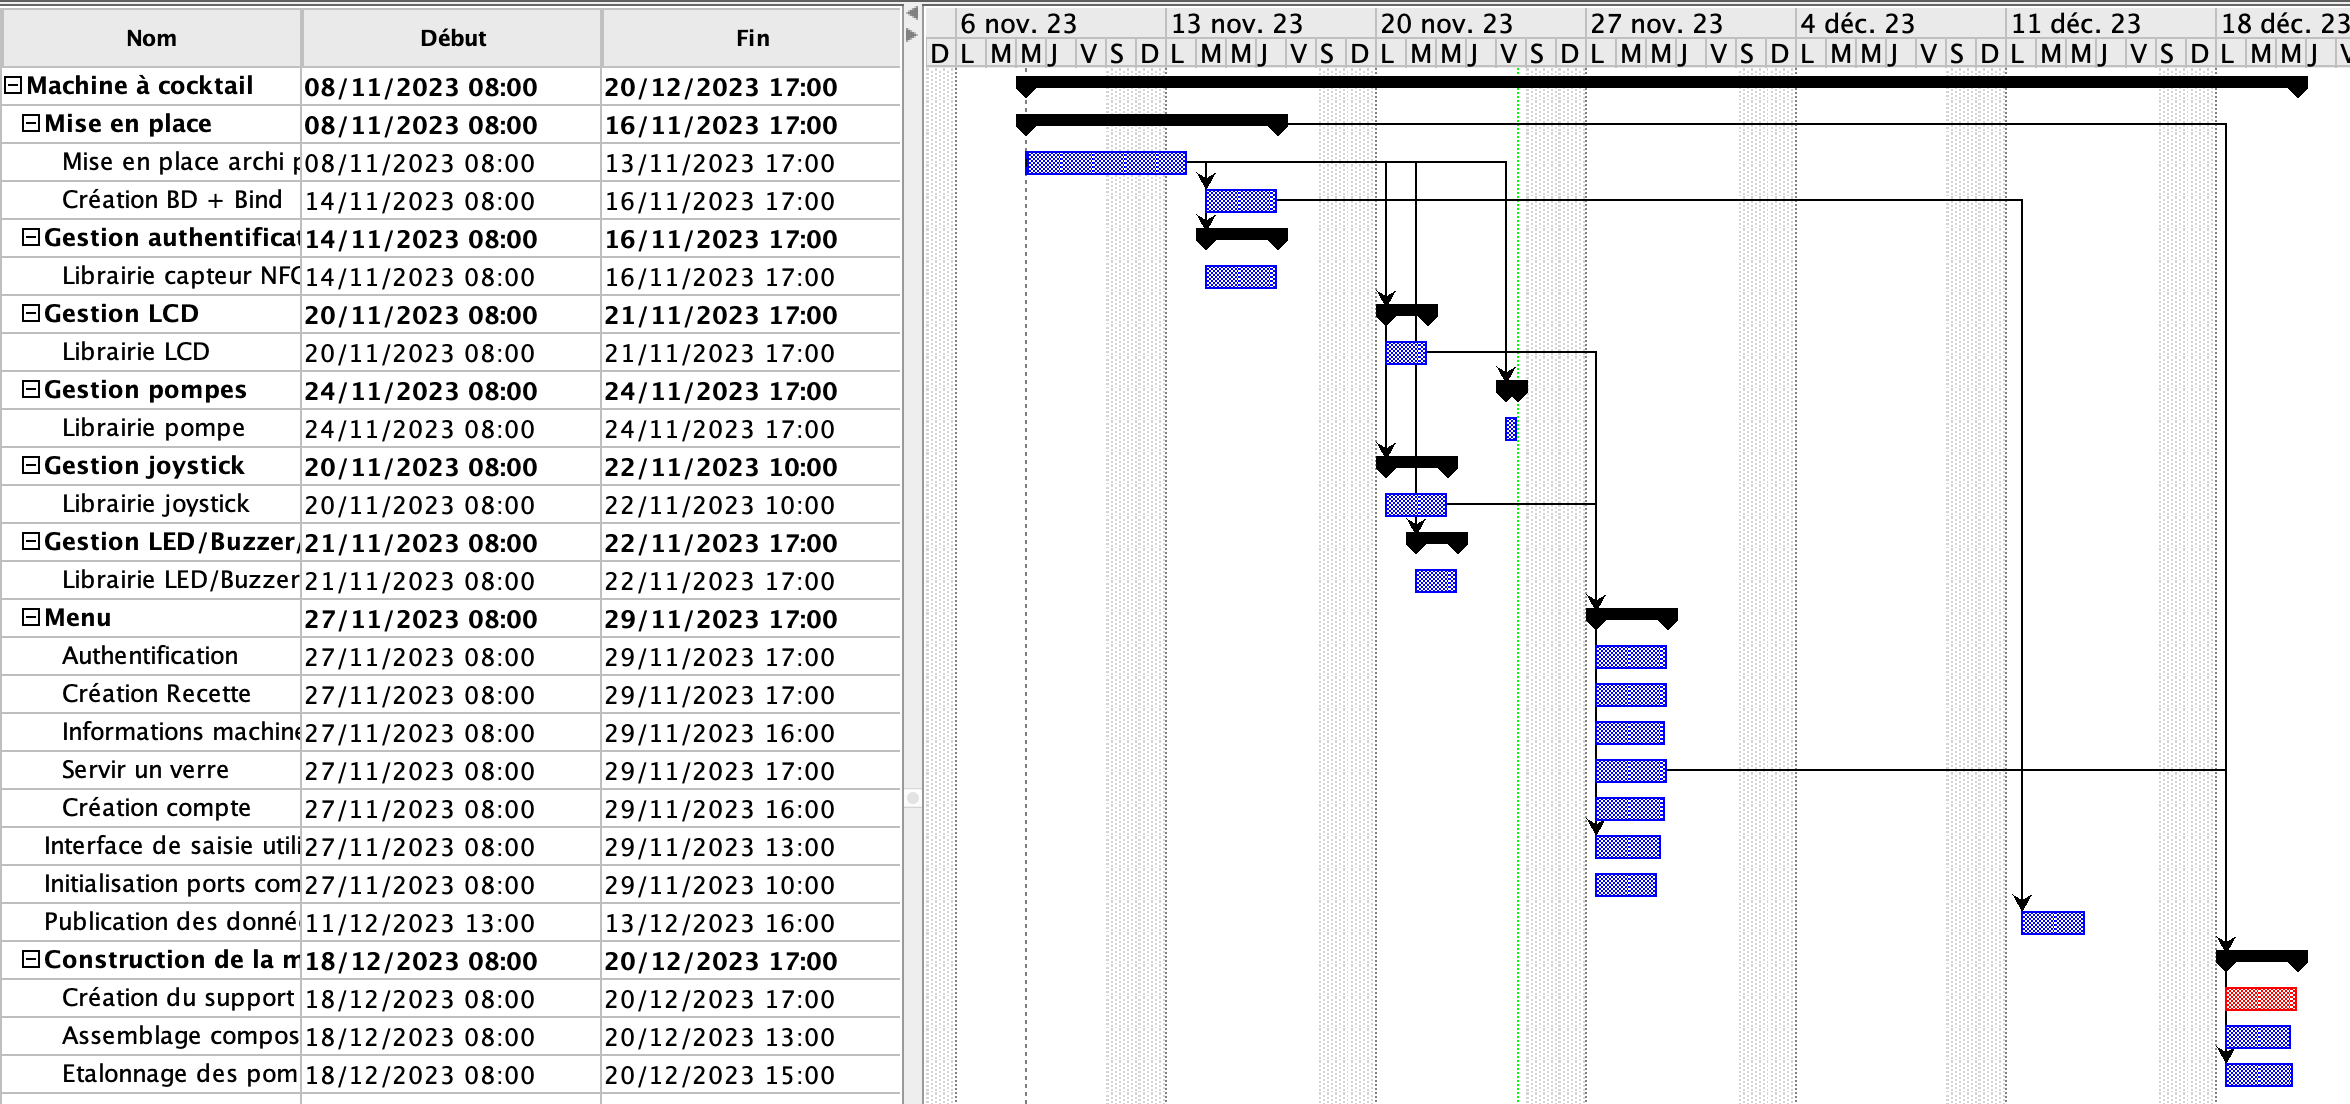 Nom Début Fin
6 nov. 23 13 nov. 23 20 nov. 23 27 nov. 23 4 déc. 23 11 déc. 23 18 déc. 23
D L M M J V S D L M M J V S D L M M J V S D L M M J V S D L M M J V S D L M M J V S D L M M J V
Machine à cocktail 08/11/2023 08:00 20/12/2023 17:00
Mise en place 08/11/2023 08:00 16/11/2023 17:00
Mise en place archi p 08/11/2023 08:00 13/11/2023 17:00
Création BD + Bind 14/11/2023 08:00 16/11/2023 17:00
Gestion authentificat 14/11/2023 08:00 16/11/2023 17:00
Librairie capteur NFC 14/11/2023 08:00 16/11/2023 17:00
Gestion LCD 20/11/2023 08:00 21/11/2023 17:00
Librairie LCD 20/11/2023 08:00 21/11/2023 17:00
Gestion pompes 24/11/2023 08:00 24/11/2023 17:00
Librairie pompe 24/11/2023 08:00 24/11/2023 17:00
Gestion joystick 20/11/2023 08:00 22/11/2023 10:00
Librairie joystick 20/11/2023 08:00 22/11/2023 10:00
Gestion LED/Buzzer/ 21/11/2023 08:00 22/11/2023 17:00
Librairie LED/Buzzer 21/11/2023 08:00 22/11/2023 17:00
Menu 27/11/2023 08:00 29/11/2023 17:00
Authentification 27/11/2023 08:00 29/11/2023 17:00
Création Recette 27/11/2023 08:00 29/11/2023 17:00
Informations machine 27/11/2023 08:00 29/11/2023 16:00
Servir un verre 27/11/2023 08:00 29/11/2023 17:00
Création compte 27/11/2023 08:00 29/11/2023 16:00
Interface de saisie utili 27/11/2023 08:00 29/11/2023 13:00
Initialisation ports com 27/11/2023 08:00 29/11/2023 10:00
Publication des donné 11/12/2023 13:00 13/12/2023 16:00
Construction de la m 18/12/2023 08:00 20/12/2023 17:00
Création du support 18/12/2023 08:00 20/12/2023 17:00
Assemblage compos 18/12/2023 08:00 20/12/2023 13:00
Etalonnage des pom 18/12/2023 08:00 20/12/2023 15:00